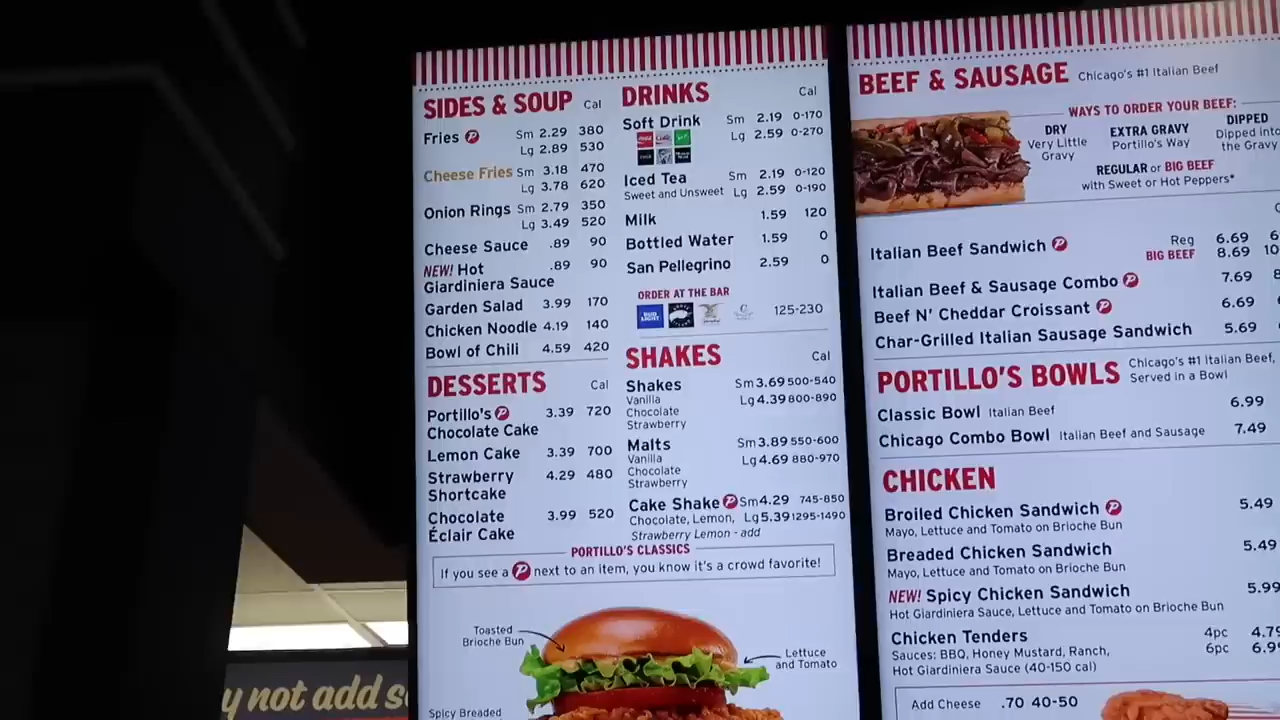 SIDES & SOUP Cal
Fries P Sm 2.29 380
Lg 2.89 530
Cheese Fries Sm 3.18 470
Lg 3.78 620
Onion Rings Sm 2.79 350
Lg 3.49 520
Cheese Sauce .89 90
NEW! Hot .89 90
Giardiniera Sauce
Garden Salad 3.99 170
Chicken Noodle 4.19 140
Bowl of Chili 4.59 420
DESSERTS Cal
Portillo's P 3.39 720
Chocolate Cake
Lemon Cake 3.39 700
Strawberry 4.29 480
Shortcake
Chocolate 3.99 520
Éclair Cake
DRINKS Cal
Soft Drink Sm 2.19 0-170
Lg 2.59 0-270
Iced Tea Sm 2.19 0-120
Sweet and Unsweet Lg 2.59 0-190
Milk 1.59 120
Bottled Water 1.59 0
San Pellegrino 2.59 0
ORDER AT THE BAR
BUD LIGHT 125-230
SHAKES Cal
Shakes Sm 3.69 500-540
Vanilla Lg 4.39 800-890
Chocolate
Strawberry
Malts Sm 3.89 550-600
Vanilla Lg 4.69 880-970
Chocolate
Strawberry
Cake Shake P Sm 4.29 745-850
Chocolate, Lemon, Lg 5.39 1295-1490
Strawberry Lemon - add
PORTILLO'S CLASSICS
If you see a P next to an item, you know it's a crowd favorite!
Toasted
Brioche Bun
Lettuce
and Tomato
Spicy Breaded
BEEF & SAUSAGE Chicago's #1 Italian Beef
WAYS TO ORDER YOUR BEEF:
DRY EXTRA GRAVY DIPPED
Very Little Portillo's Way Dipped into
Gravy the Gravy
REGULAR or BIG BEEF
with Sweet or Hot Peppers*
Italian Beef Sandwich P Reg 6.69
BIG BEEF 8.69
Italian Beef & Sausage Combo P 7.69
Beef N' Cheddar Croissant P 6.69
Char-Grilled Italian Sausage Sandwich 5.69
PORTILLO'S BOWLS Chicago's #1 Italian Beef,
Served in a Bowl
Classic Bowl Italian Beef 6.99
Chicago Combo Bowl Italian Beef and Sausage 7.49
CHICKEN
Broiled Chicken Sandwich P 5.49
Mayo, Lettuce and Tomato on Brioche Bun
Breaded Chicken Sandwich 5.49
Mayo, Lettuce and Tomato on Brioche Bun
NEW! Spicy Chicken Sandwich 5.99
Hot Giardiniera Sauce, Lettuce and Tomato on Brioche Bun
Chicken Tenders 4pc 4.79
Sauces: BBQ, Honey Mustard, Ranch, 6pc 6.9
Hot Giardiniera Sauce (40-150 cal)
Add Cheese .70 40-50
y not add s